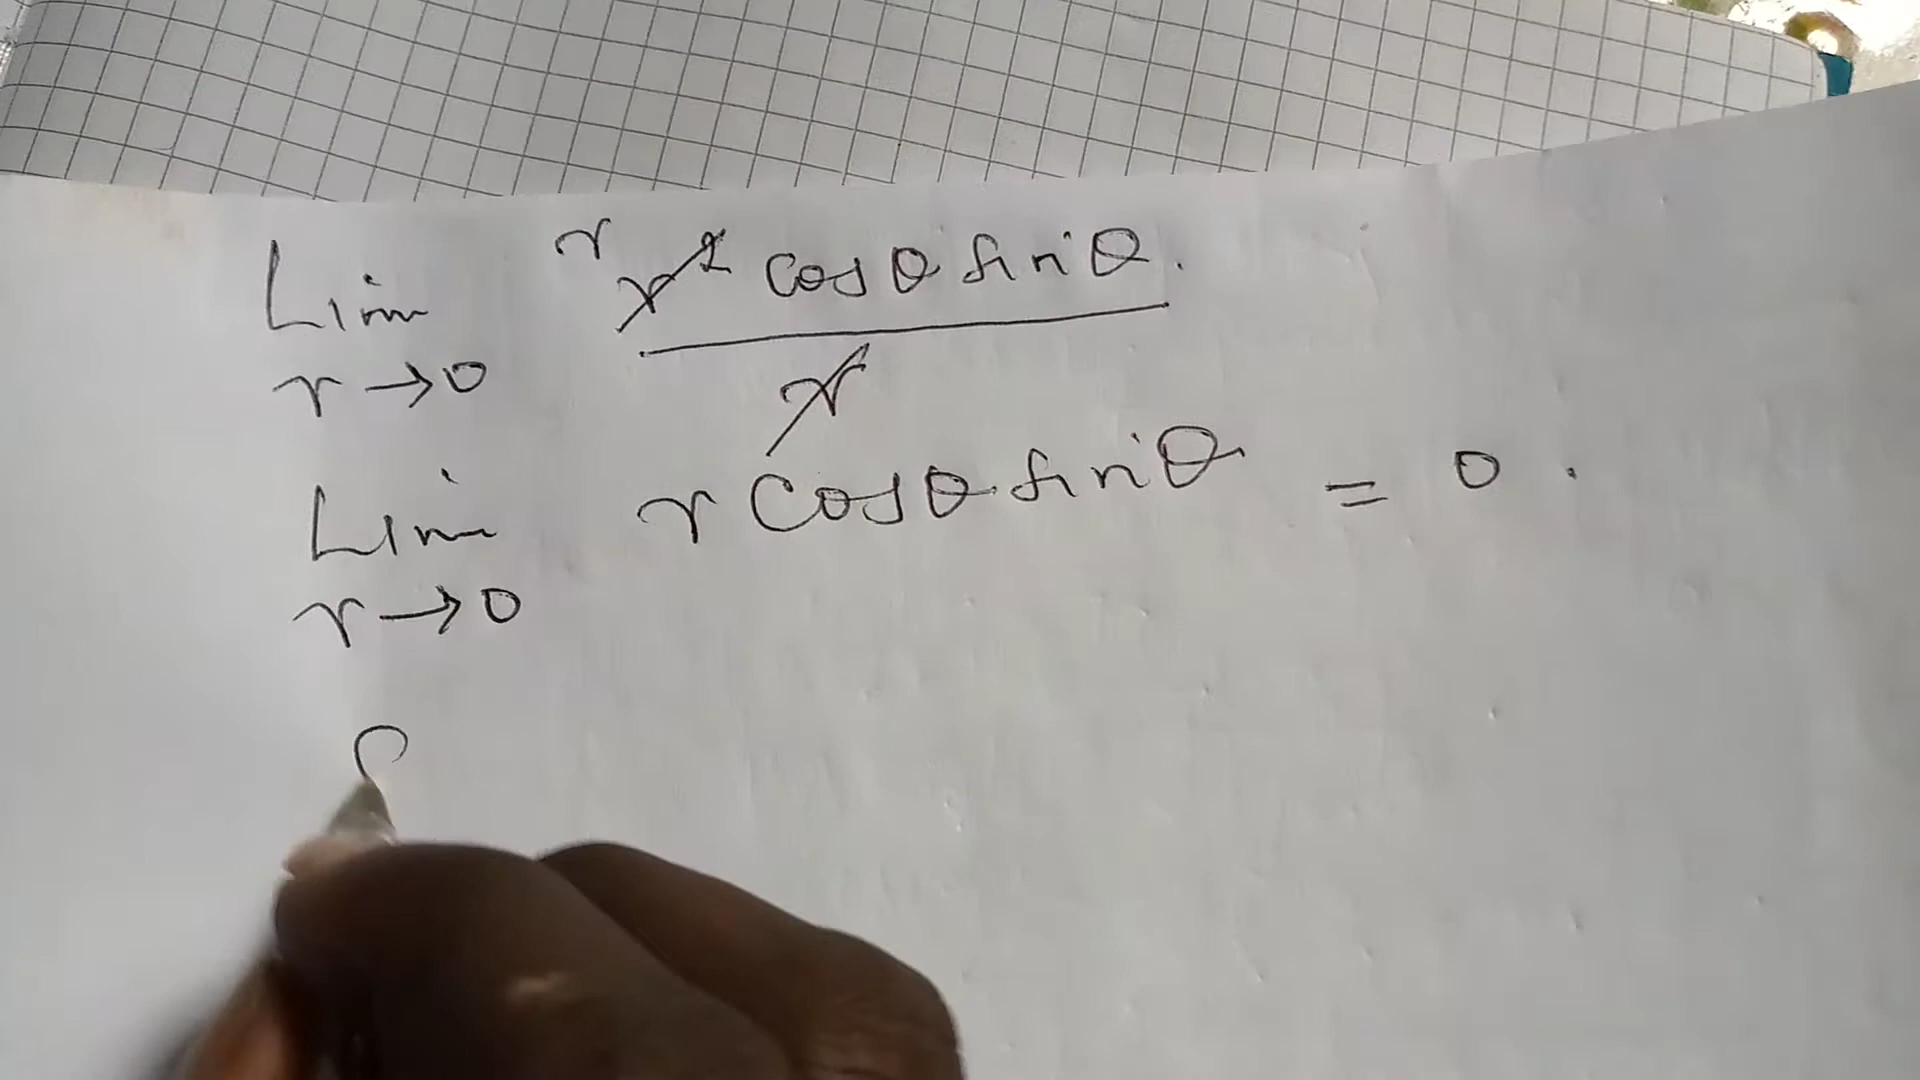 Lim r r² cosθ sinθ.
r→0 r
Lim r cosθ sinθ = 0.
r→0